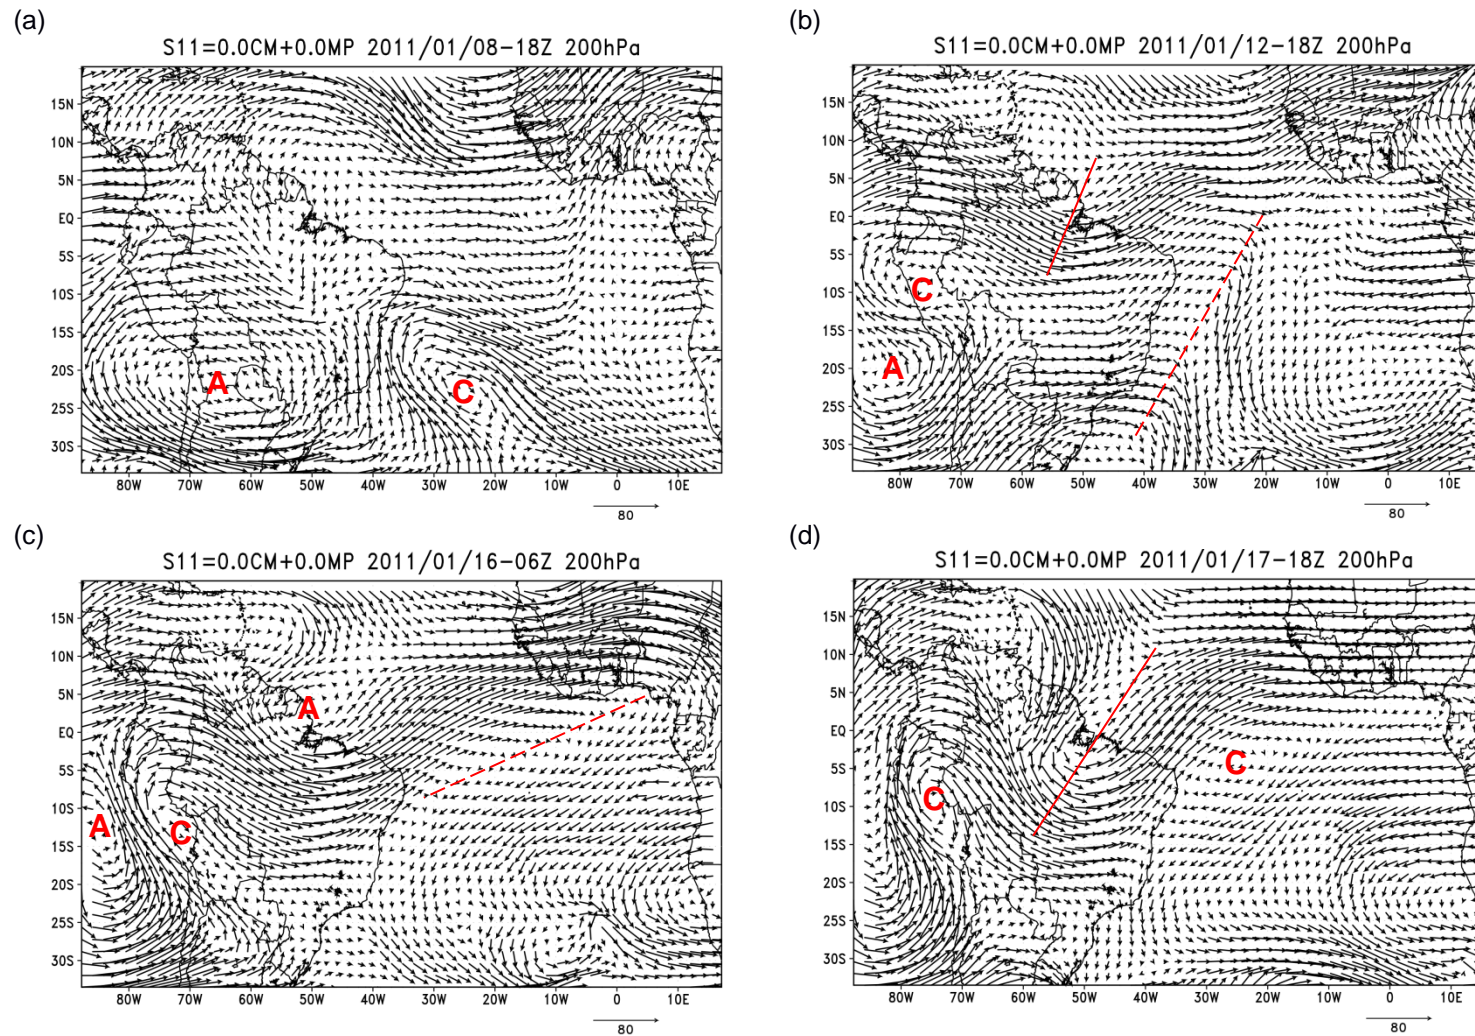 (a)
S11=0.0CM+0.0MP 2011/01/08-18Z 200hPa
15N
10N
5N
EQ
5S
10S
15S
20S
25S
30S
A
C
80W 70W 60W 50W 40W 30W 20W 10W 0 10E
80
(b)
S11=0.0CM+0.0MP 2011/01/12-18Z 200hPa
15N
10N
5N
EQ
5S
10S
15S
20S
25S
30S
C
A
80W 70W 60W 50W 40W 30W 20W 10W 0 10E
80
(c)
S11=0.0CM+0.0MP 2011/01/16-06Z 200hPa
15N
10N
5N
EQ
5S
10S
15S
20S
25S
30S
A
A
C
80W 70W 60W 50W 40W 30W 20W 10W 0 10E
80
(d)
S11=0.0CM+0.0MP 2011/01/17-18Z 200hPa
15N
10N
5N
EQ
5S
10S
15S
20S
25S
30S
C
C
80W 70W 60W 50W 40W 30W 20W 10W 0 10E
80